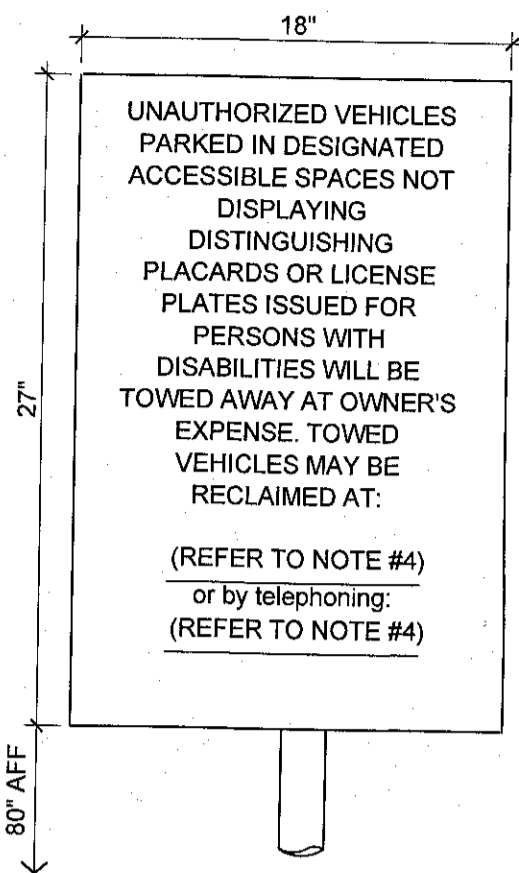 18"
UNAUTHORIZED VEHICLES
PARKED IN DESIGNATED
ACCESSIBLE SPACES NOT
DISPLAYING
DISTINGUISHING
PLACARDS OR LICENSE
PLATES ISSUED FOR
PERSONS WITH
DISABILITIES WILL BE
TOWED AWAY AT OWNER'S
EXPENSE. TOWED
VEHICLES MAY BE
RECLAIMED AT:
(REFER TO NOTE #4)
or by telephoning:
(REFER TO NOTE #4)
27"
80" AFF